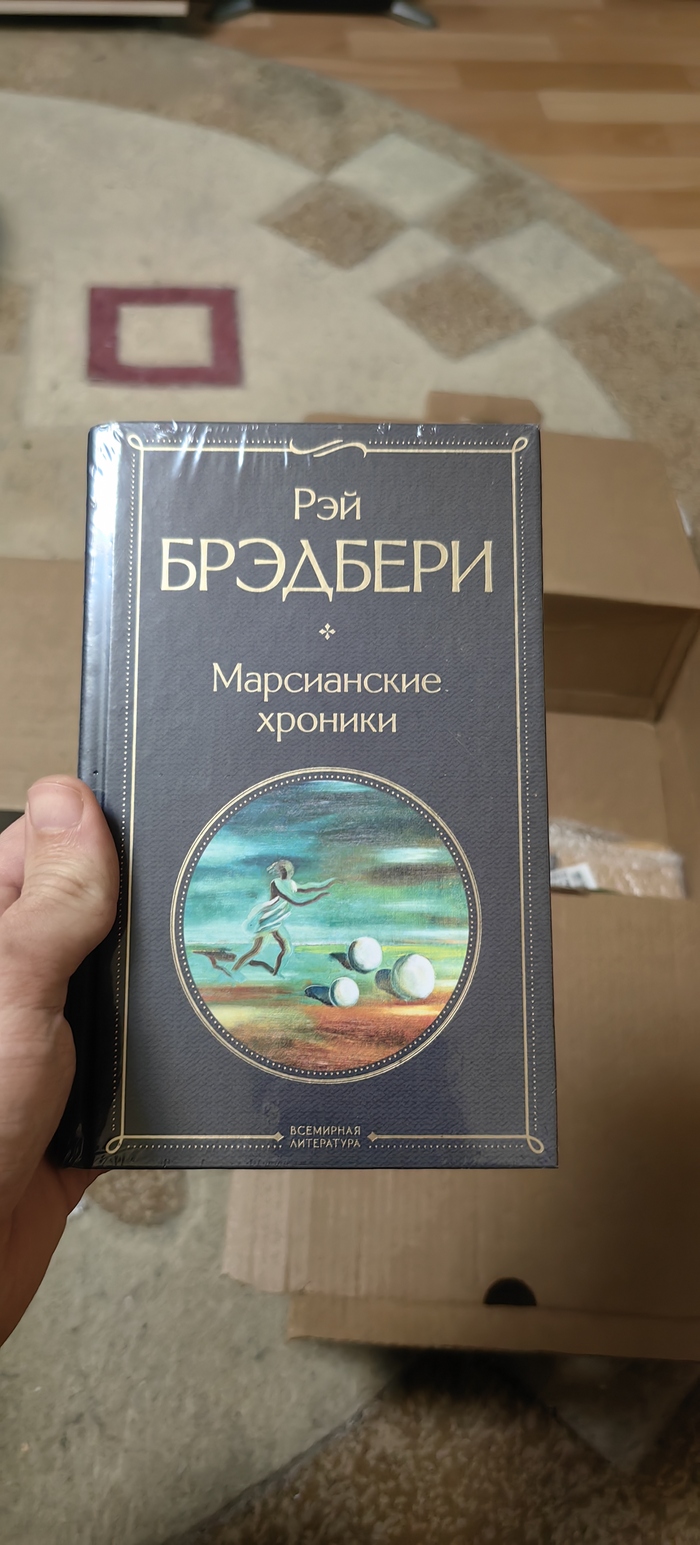 Рэй
БРЭДБЕРИ
Марсианские
хроники
ВСЕМИРНАЯ
ЛИТЕРАТУРА